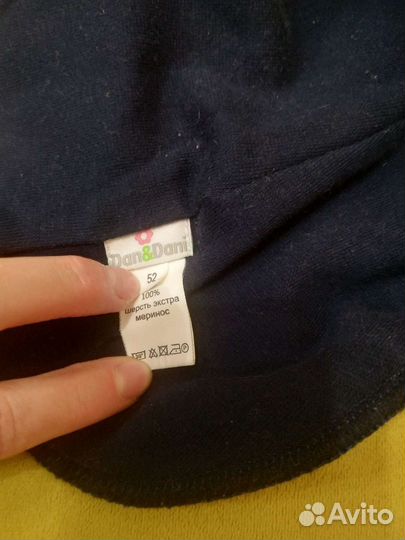 Dan&Dani
52
100%
шерсть экстра
меринос
Avito